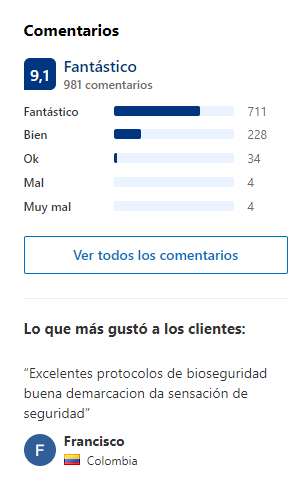 Comentarios
9,1
Fantástico
981 comentarios
Fantástico 711
Bien 228
Ok 34
Mal 4
Muy mal 4
Ver todos los comentarios
Lo que más gustó a los clientes:
“Excelentes protocolos de bioseguridad
buena demarcacion da sensación de
seguridad”
F
Francisco
Colombia